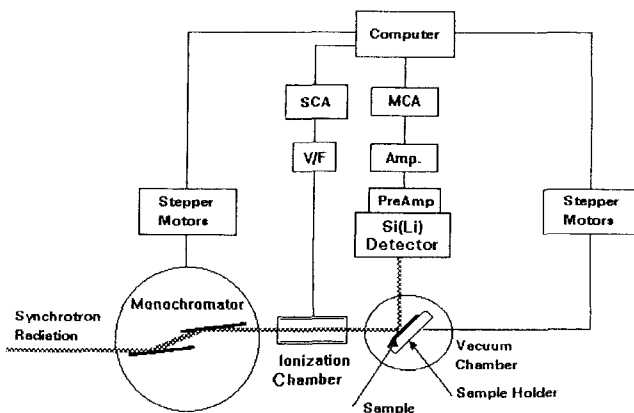 Computer
SCA
MCA
V/F
Amp.
PreAmp
Si(Li)
Detector
Stepper
Motors
Stepper
Motors
Monochromator
Synchrotron
Radiation
Ionization
Chamber
Vacuum
Chamber
Sample Holder
Sample